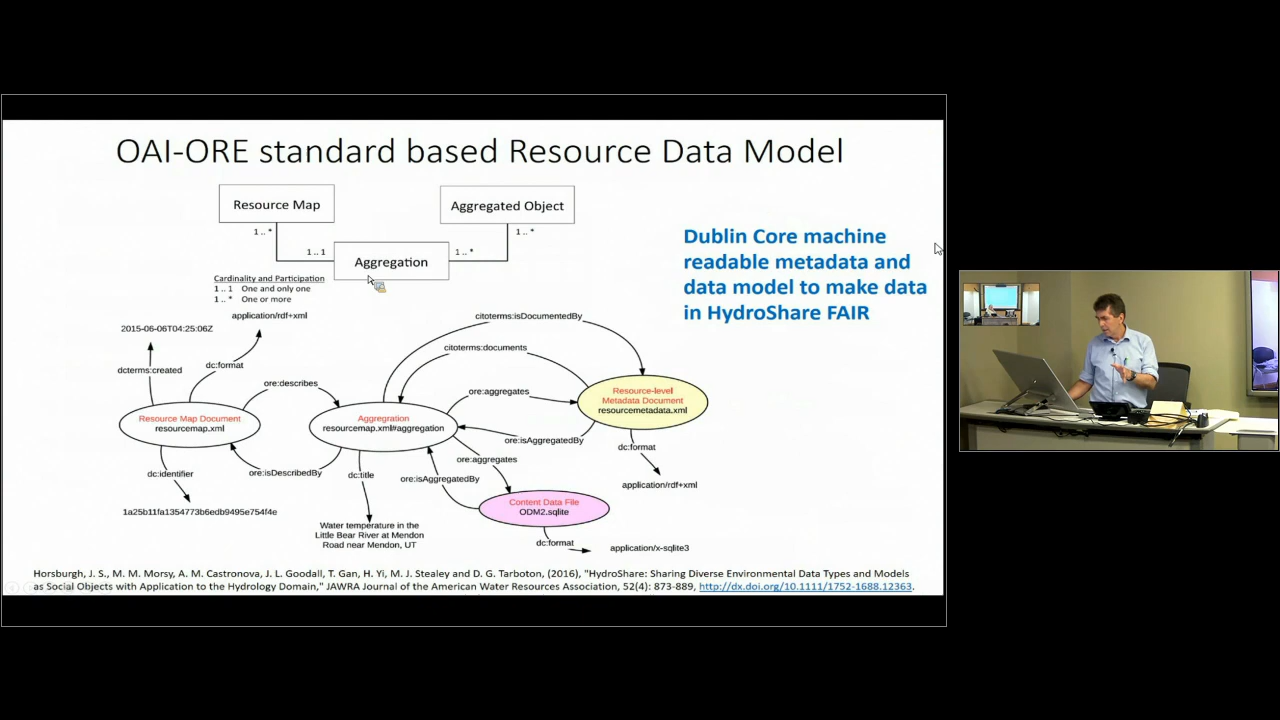 OAI-ORE standard based Resource Data Model
Resource Map
Aggregated Object
1 .. *
1 .. *
1 .. 1
1 .. *
Aggregation
Dublin Core machine
readable metadata and
data model to make data
in HydroShare FAIR
Cardinality and Participation
1 .. 1 One and only one
1 .. * One or more
application/rdf+xml
2015-06-06T04:25:06Z
citoterms:isDocumentedBy
citoterms:documents
dcterms:created
dc:format
ore:describes
ore:aggregates
Resource-level
Metadata Document
resourcemetadata.xml
Resource Map Document
resourcemap.xml
Aggregration
resourcemap.xml#aggregation
ore:isAggregatedBy
dc:format
ore:aggregates
dc:identifier
ore:isDescribedBy
dc:title
ore:isAggregatedBy
application/rdf+xml
Content Data File
ODM2.sqlite
1a25b11fa1354773b6edb9495e754f4e
Water temperature in the
Little Bear River at Mendon
Road near Mendon, UT
dc:format
application/x-sqlite3
Horsburgh, J. S., M. M. Morsy, A. M. Castronova, J. L. Goodall, T. Gan, H. Yi, M. J. Stealey and D. G. Tarboton, (2016), "HydroShare: Sharing Diverse Environmental Data Types and Models
as Social Objects with Application to the Hydrology Domain," JAWRA Journal of the American Water Resources Association, 52(4): 873-889, http://dx.doi.org/10.1111/1752-1688.12363.